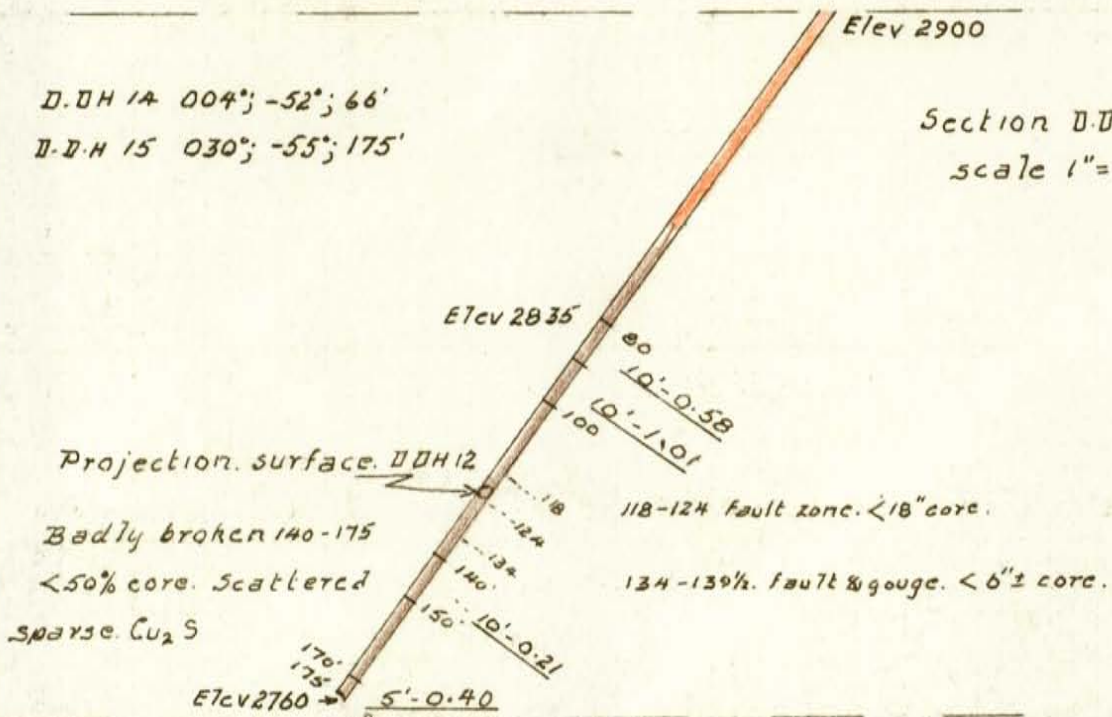 Elev 2900
D.DH 14 004°; -52°; 66'
D.D.H 15 030°; -55°; 175'
Section D.D
scale 1"=
Elev 2835
80
10'-0.58
10'-1.01
100
Projection. surface. DDH12
118
118-124 fault zone. <18" core.
124
Badly broken 140-175
134
<50% core. Scattered
140.
134-139½. fault & gouge. <6"± core.
sparse. Cu₂S
150.
10'-0.21
170'
175'
Elev 2760
5'-0.40